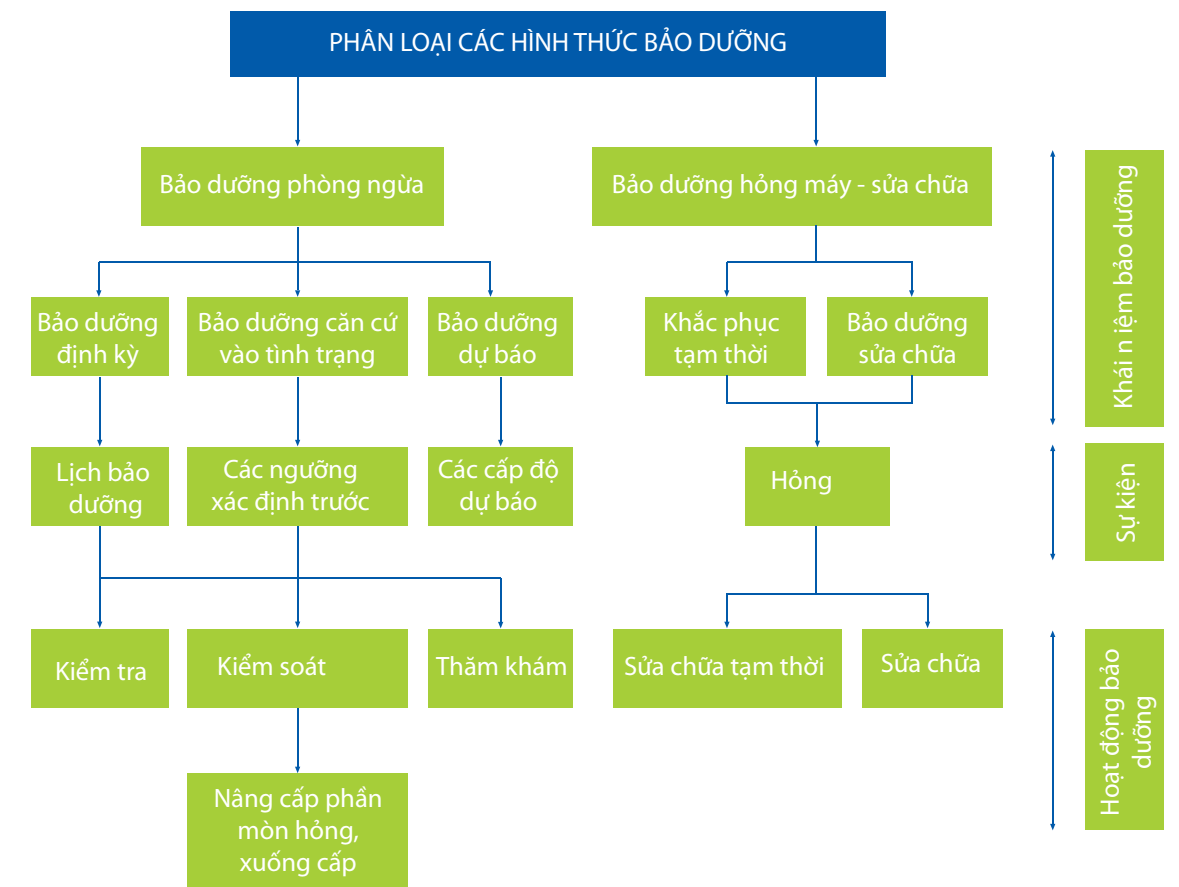 PHÂN LOẠI CÁC HÌNH THỨC BẢO DƯỠNG
Bảo dưỡng phòng ngừa
Bảo dưỡng hỏng máy - sửa chữa
Bảo dưỡng
định kỳ
Bảo dưỡng căn cứ
vào tình trạng
Bảo dưỡng
dự báo
Khắc phục
tạm thời
Bảo dưỡng
sửa chữa
Khái n iệm bảo dưỡng
Lịch bảo
dưỡng
Các ngưỡng
xác định trước
Các cấp độ
dự báo
Hỏng
Sự kiện
Kiểm tra
Kiểm soát
Thăm khám
Sửa chữa tạm thời
Sửa chữa
Hoạt động bảo
dưỡng
Nâng cấp phần
mòn hỏng,
xuống cấp